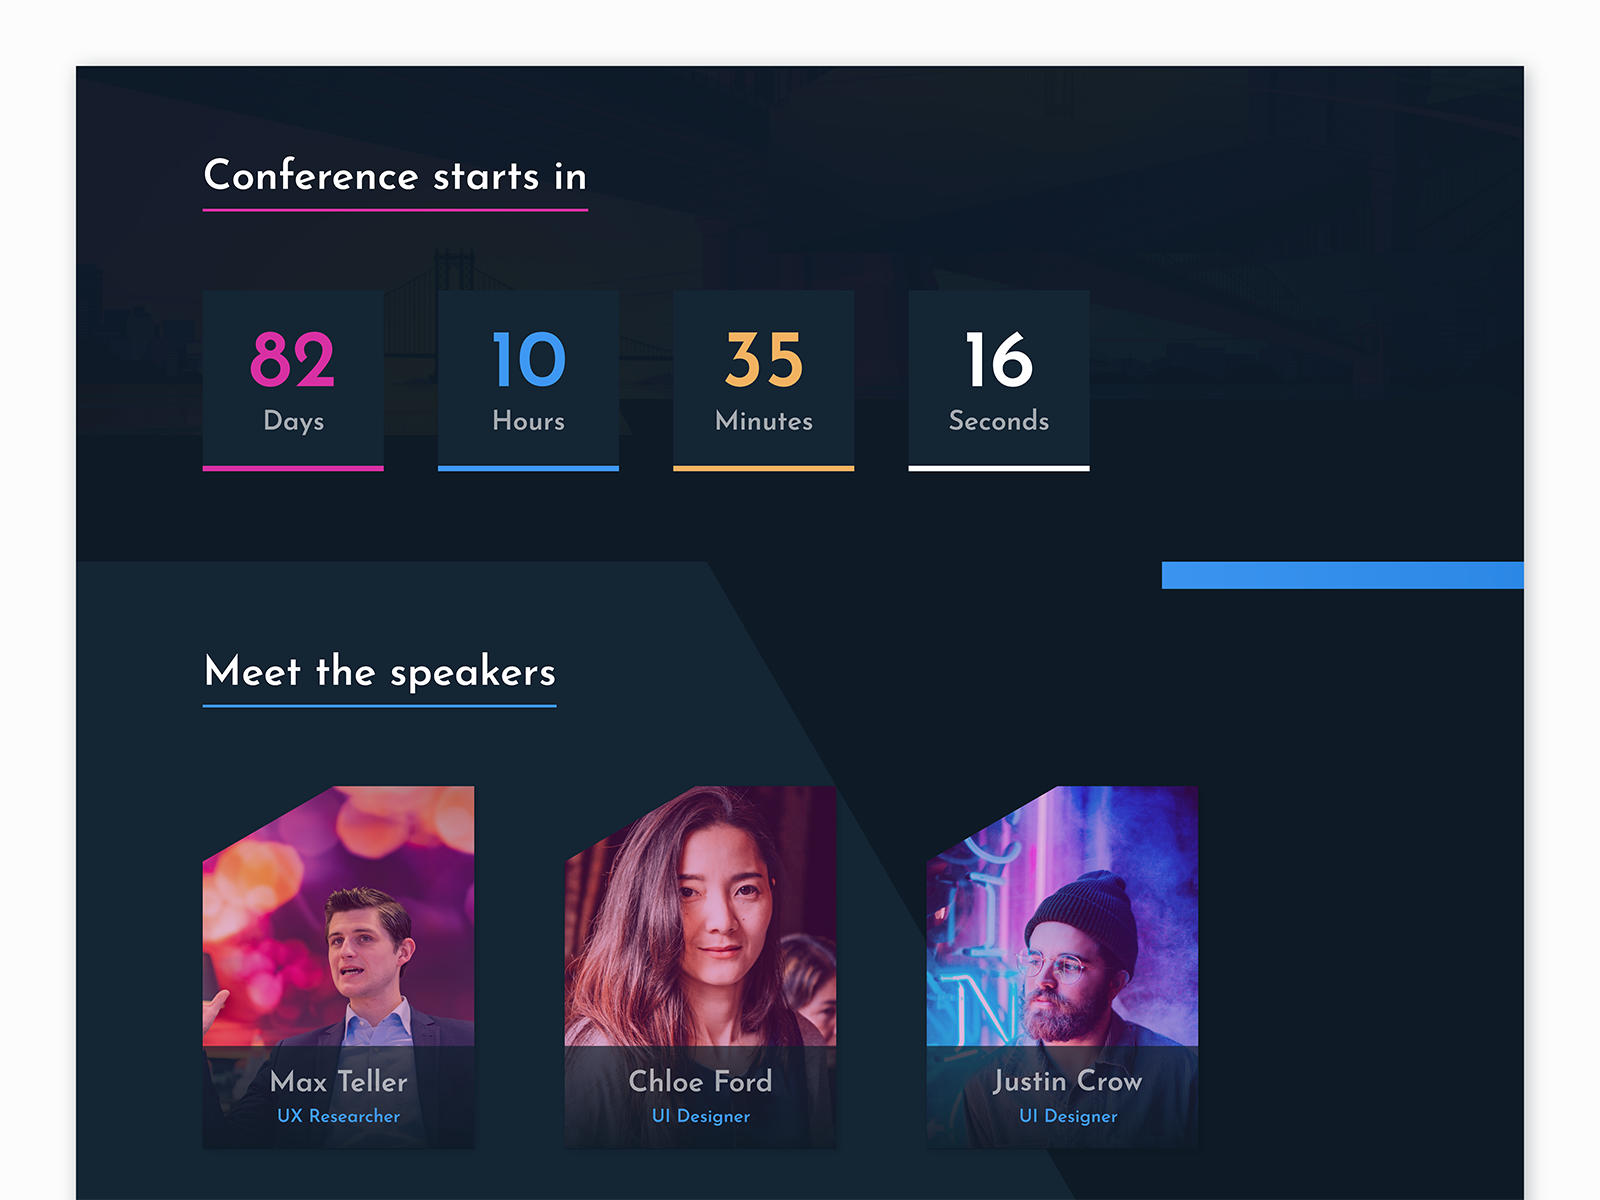 Conference starts in
82
Days
10
Hours
35
Minutes
16
Seconds
Meet the speakers
Max Teller
UX Researcher
Chloe Ford
UI Designer
Justin Crow
UI Designer